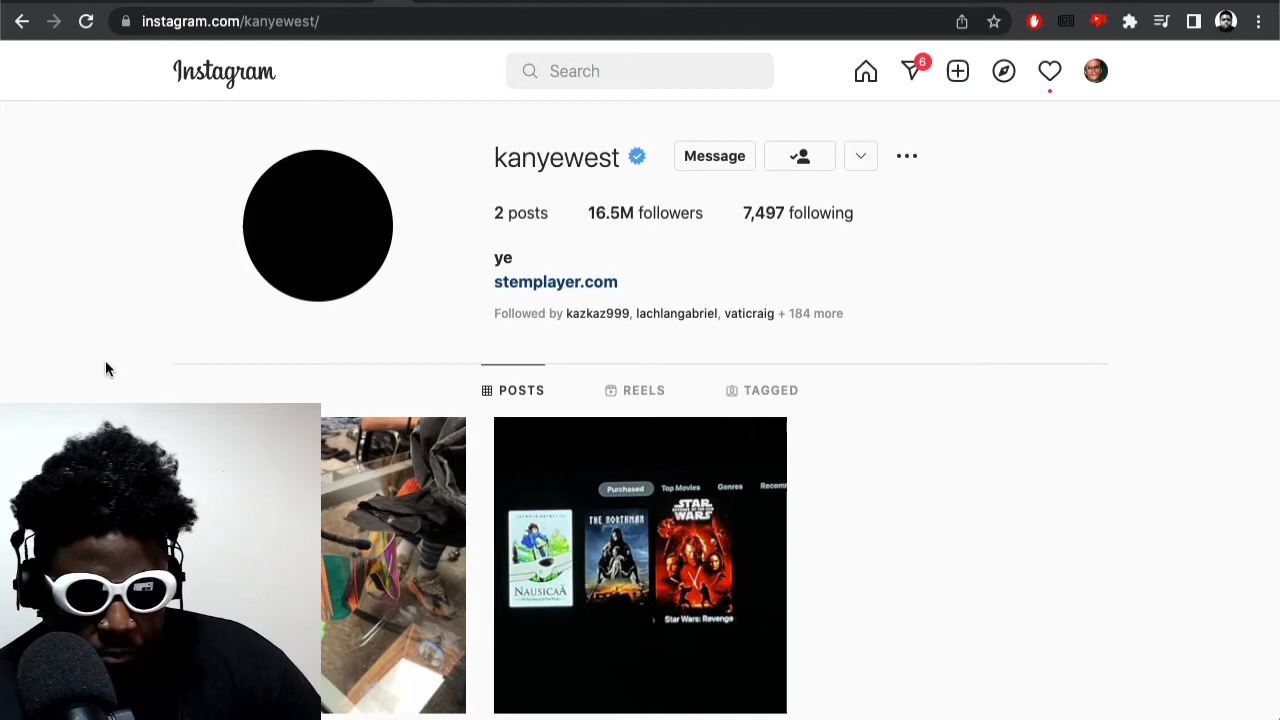 instagram.com/kanyewest/
Instagram
Search
6
kanyewest
Message
2 posts 16.5M followers 7,497 following
ye
stemplayer.com
Followed by kazkaz999, lachlangabriel, vaticraig + 184 more
POSTS REELS TAGGED
Purchased Top Movies Genres Recom
NAUSICAÄ
THE NORTHMAN
STAR WARS
Star Wars: Revenge